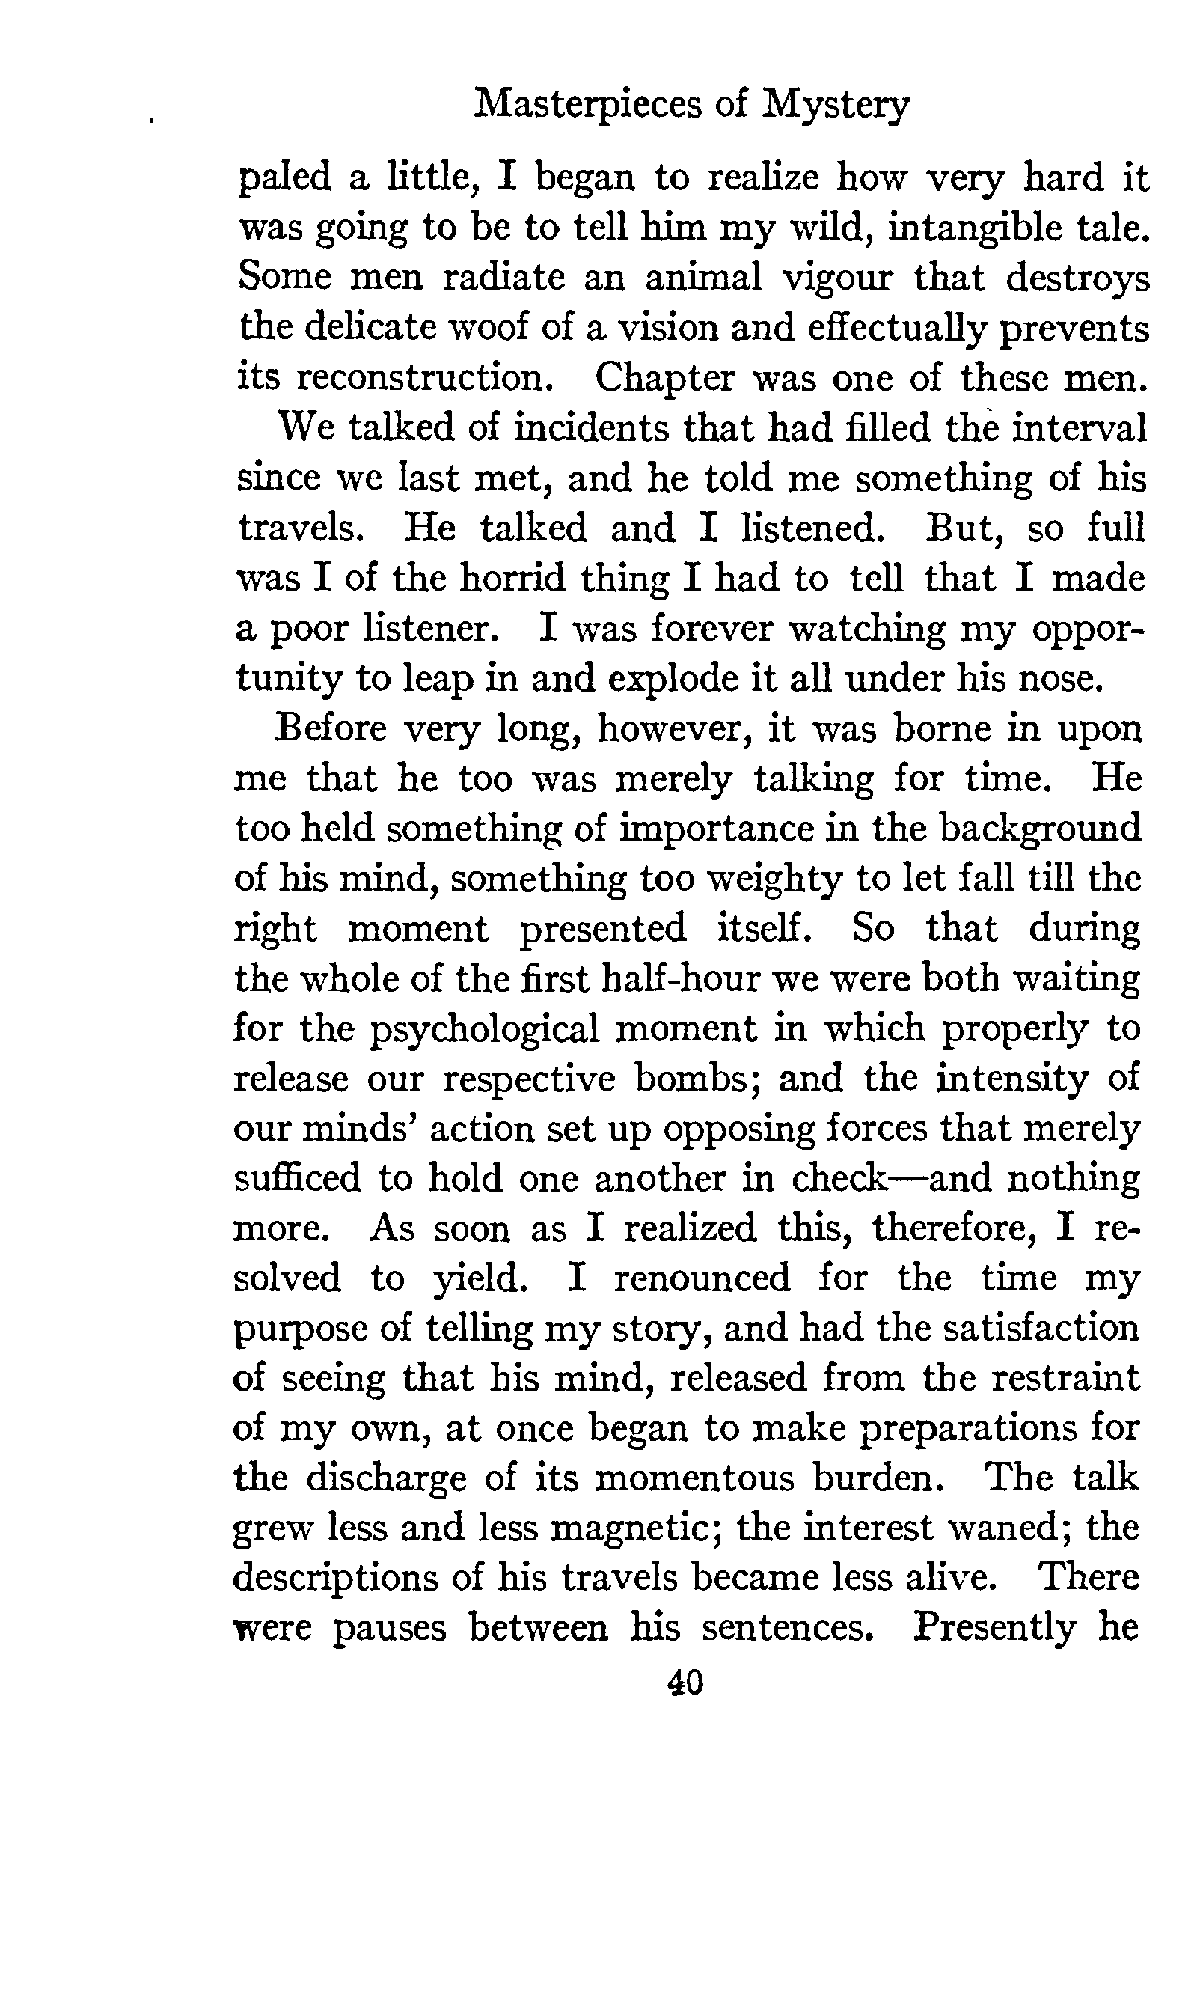 Masterpieces of Mystery
paled a little, I began to realize how very hard it
was going to be to tell him my wild, intangible tale.
Some men radiate an animal vigour that destroys
the delicate woof of a vision and effectually prevents
its reconstruction. Chapter was one of these men.
We talked of incidents that had filled the interval
since we last met, and he told me something of his
travels. He talked and I listened. But, so full
was I of the horrid thing I had to tell that I made
a poor listener. I was forever watching my oppor-
tunity to leap in and explode it all under his nose.
Before very long, however, it was borne in upon
me that he too was merely talking for time. He
too held something of importance in the background
of his mind, something too weighty to let fall till the
right moment presented itself. So that during
the whole of the first half-hour we were both waiting
for the psychological moment in which properly to
release our respective bombs; and the intensity of
our minds' action set up opposing forces that merely
sufficed to hold one another in check—and nothing
more. As soon as I realized this, therefore, I re-
solved to yield. I renounced for the time my
purpose of telling my story, and had the satisfaction
of seeing that his mind, released from the restraint
of my own, at once began to make preparations for
the discharge of its momentous burden. The talk
grew less and less magnetic; the interest waned; the
descriptions of his travels became less alive. There
were pauses between his sentences. Presently he
40